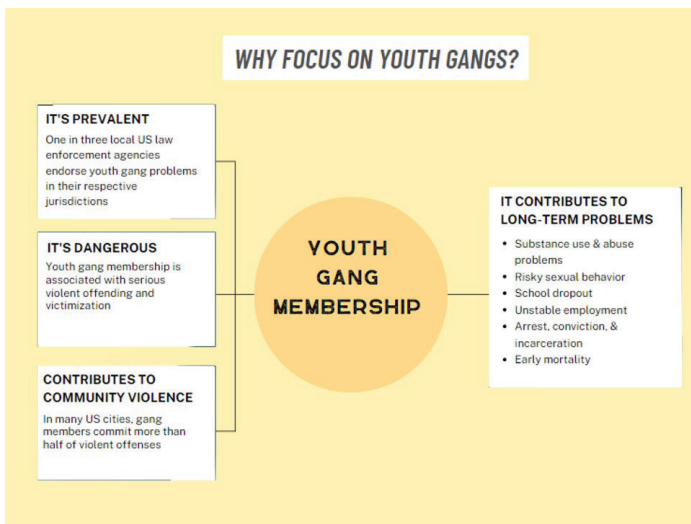 WHY FOCUS ON YOUTH GANGS?
IT'S PREVALENT
One in three local US law
enforcement agencies
endorse youth gang problems
in their respective
jurisdictions
IT'S DANGEROUS
Youth gang membership is
associated with serious
violent offending and
victimization
CONTRIBUTES TO
COMMUNITY VIOLENCE
In many US cities, gang
members commit more than
half of violent offenses
YOUTH
GANG
MEMBERSHIP
IT CONTRIBUTES TO
LONG-TERM PROBLEMS
• Substance use & abuse
problems
• Risky sexual behavior
• School dropout
• Unstable employment
• Arrest, conviction, &
incarceration
• Early mortality